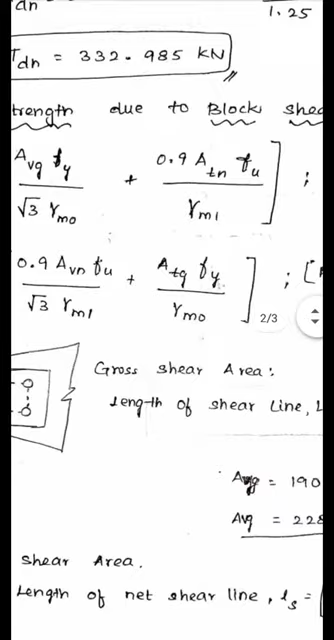 dn
1.25
Tdn = 332.985 KN
trength due to Block shea
[Avg fy / √3 γm0 + 0.9 Atn fu / γm1] ;
0.9 Avn fu / √3 γm1 + Atg fy / γm0] ; [
2/3
Gross shear Area:
length of shear line, L
Avg = 190
Avg = 228
shear Area.
Length of net shear line, ls =